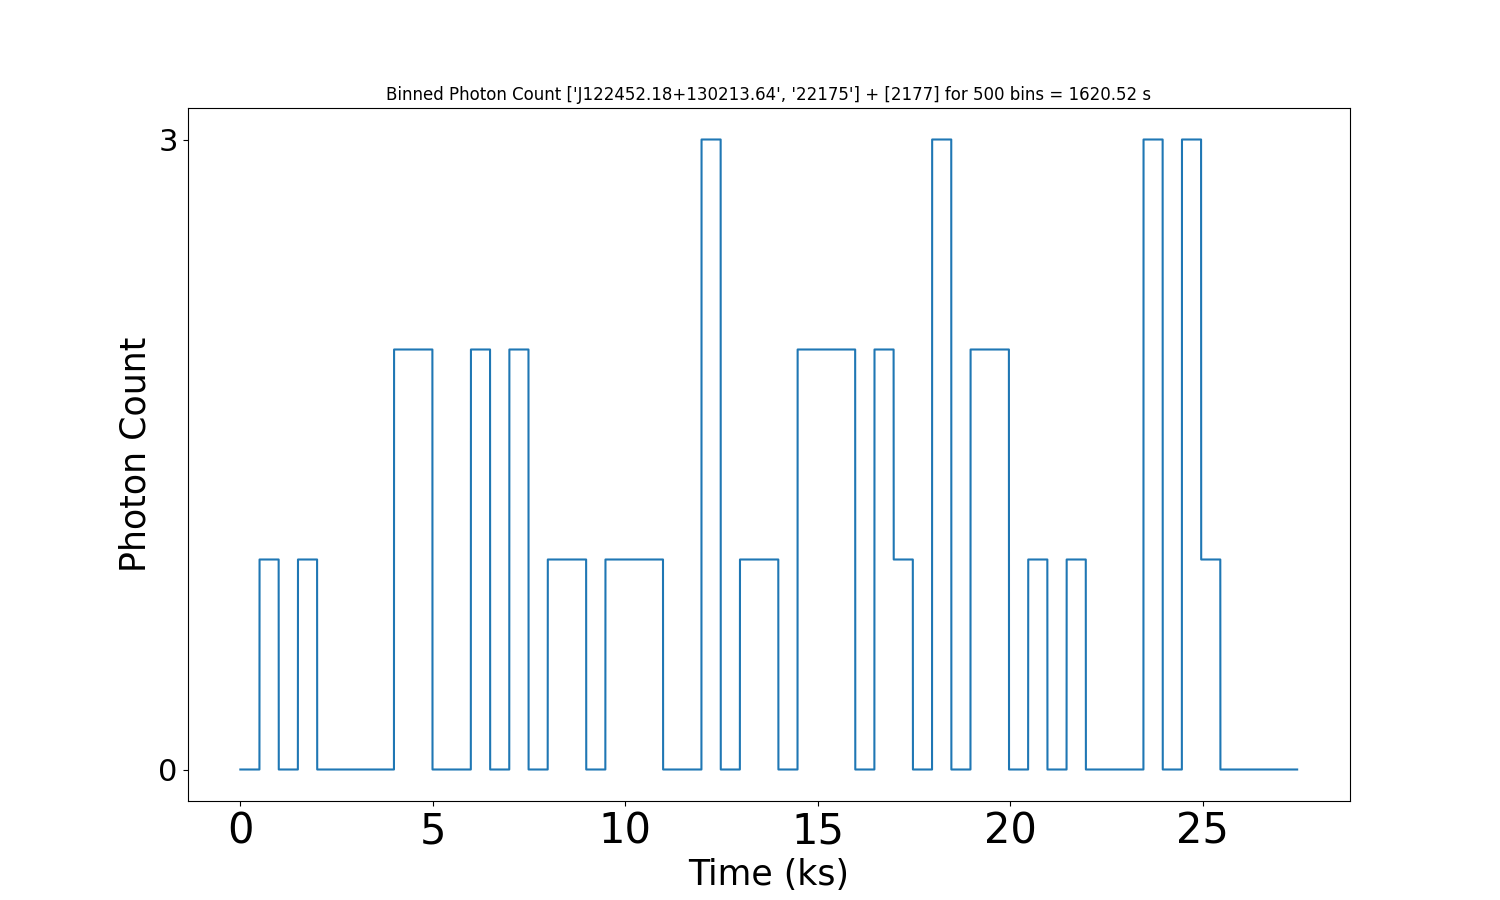 Binned Photon Count ['J122452.18+130213.64', '22175'] + [2177] for 500 bins = 1620.52 s
3
Photon Count
0
0 5 10 15 20 25
Time (ks)